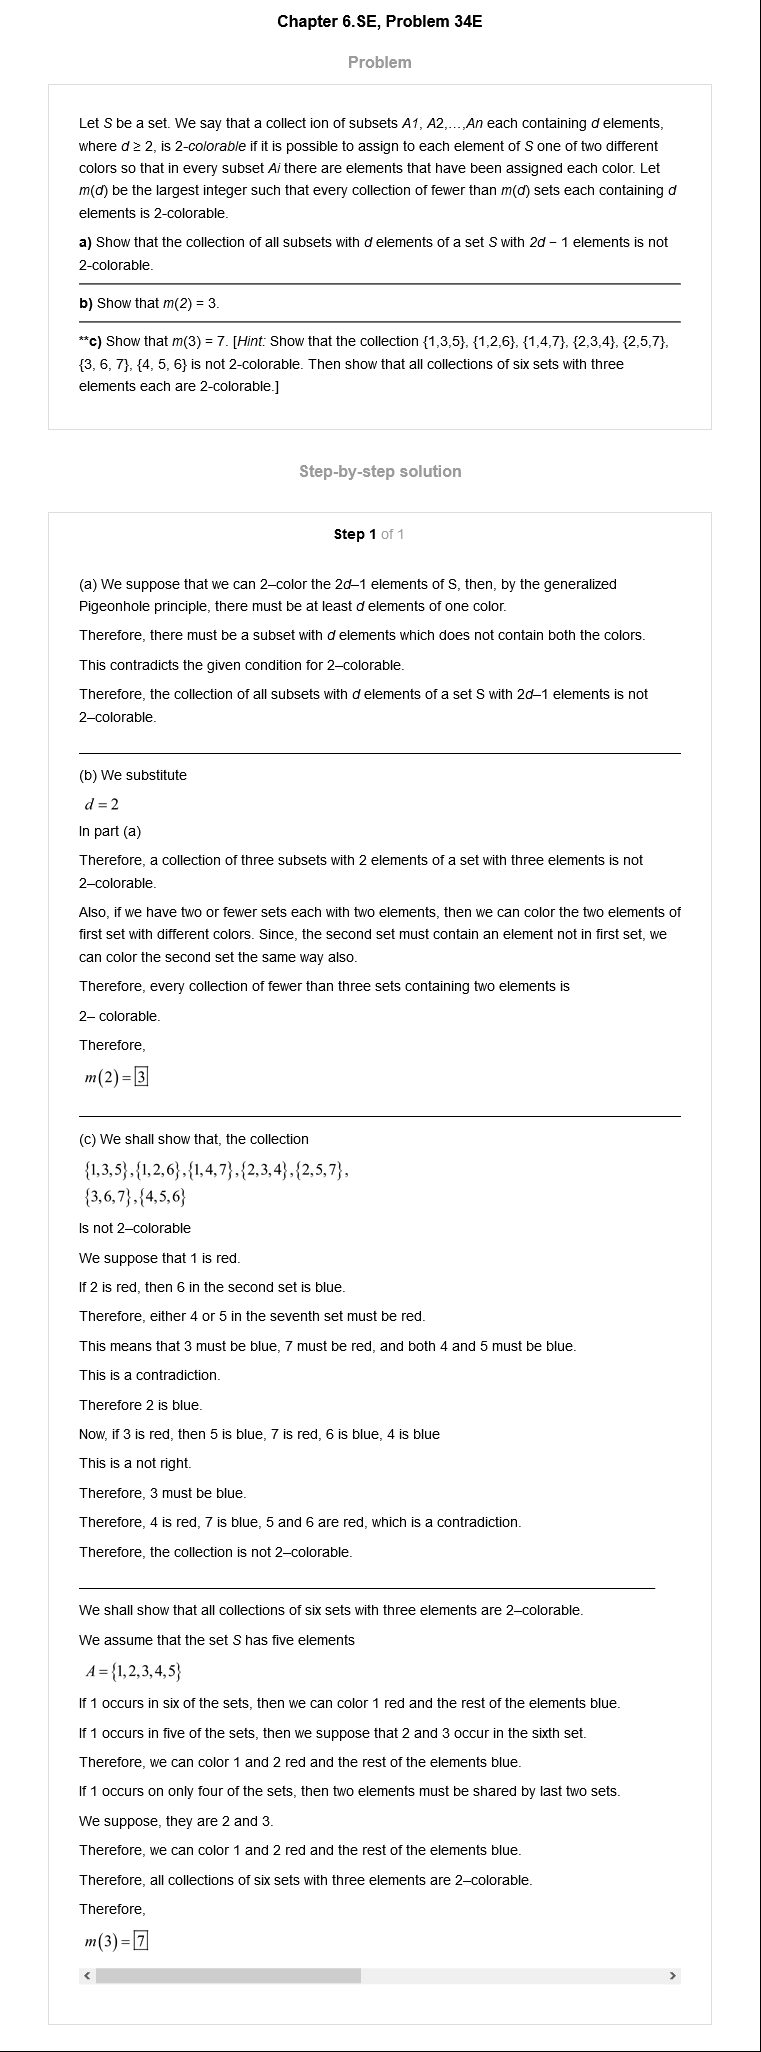 Chapter 6.SE, Problem 34E
Problem
Let S be a set. We say that a collect ion of subsets A1, A2,...,An each containing d elements,
where d ≥ 2, is 2-colorable if it is possible to assign to each element of S one of two different
colors so that in every subset Ai there are elements that have been assigned each color. Let
m(d) be the largest integer such that every collection of fewer than m(d) sets each containing d
elements is 2-colorable.
a) Show that the collection of all subsets with d elements of a set S with 2d − 1 elements is not
2-colorable.
b) Show that m(2) = 3.
**c) Show that m(3) = 7. [Hint: Show that the collection {1,3,5}, {1,2,6}, {1,4,7}, {2,3,4}, {2,5,7},
{3, 6, 7}, {4, 5, 6} is not 2-colorable. Then show that all collections of six sets with three
elements each are 2-colorable.]
Step-by-step solution
Step 1 of 1
(a) We suppose that we can 2–color the 2d–1 elements of S, then, by the generalized
Pigeonhole principle, there must be at least d elements of one color.
Therefore, there must be a subset with d elements which does not contain both the colors.
This contradicts the given condition for 2–colorable.
Therefore, the collection of all subsets with d elements of a set S with 2d–1 elements is not
2–colorable.
(b) We substitute
d = 2
In part (a)
Therefore, a collection of three subsets with 2 elements of a set with three elements is not
2–colorable.
Also, if we have two or fewer sets each with two elements, then we can color the two elements of
first set with different colors. Since, the second set must contain an element not in first set, we
can color the second set the same way also.
Therefore, every collection of fewer than three sets containing two elements is
2– colorable.
Therefore,
m(2) = 3
(c) We shall show that, the collection
{1,3,5},{1,2,6},{1,4,7},{2,3,4},{2,5,7},
{3,6,7},{4,5,6}
Is not 2–colorable
We suppose that 1 is red.
If 2 is red, then 6 in the second set is blue.
Therefore, either 4 or 5 in the seventh set must be red.
This means that 3 must be blue, 7 must be red, and both 4 and 5 must be blue.
This is a contradiction.
Therefore 2 is blue.
Now, if 3 is red, then 5 is blue, 7 is red, 6 is blue, 4 is blue
This is a not right.
Therefore, 3 must be blue.
Therefore, 4 is red, 7 is blue, 5 and 6 are red, which is a contradiction.
Therefore, the collection is not 2–colorable.
We shall show that all collections of six sets with three elements are 2–colorable.
We assume that the set S has five elements
A = {1,2,3,4,5}
If 1 occurs in six of the sets, then we can color 1 red and the rest of the elements blue.
If 1 occurs in five of the sets, then we suppose that 2 and 3 occur in the sixth set.
Therefore, we can color 1 and 2 red and the rest of the elements blue.
If 1 occurs on only four of the sets, then two elements must be shared by last two sets.
We suppose, they are 2 and 3.
Therefore, we can color 1 and 2 red and the rest of the elements blue.
Therefore, all collections of six sets with three elements are 2–colorable.
Therefore,
m(3) = 7